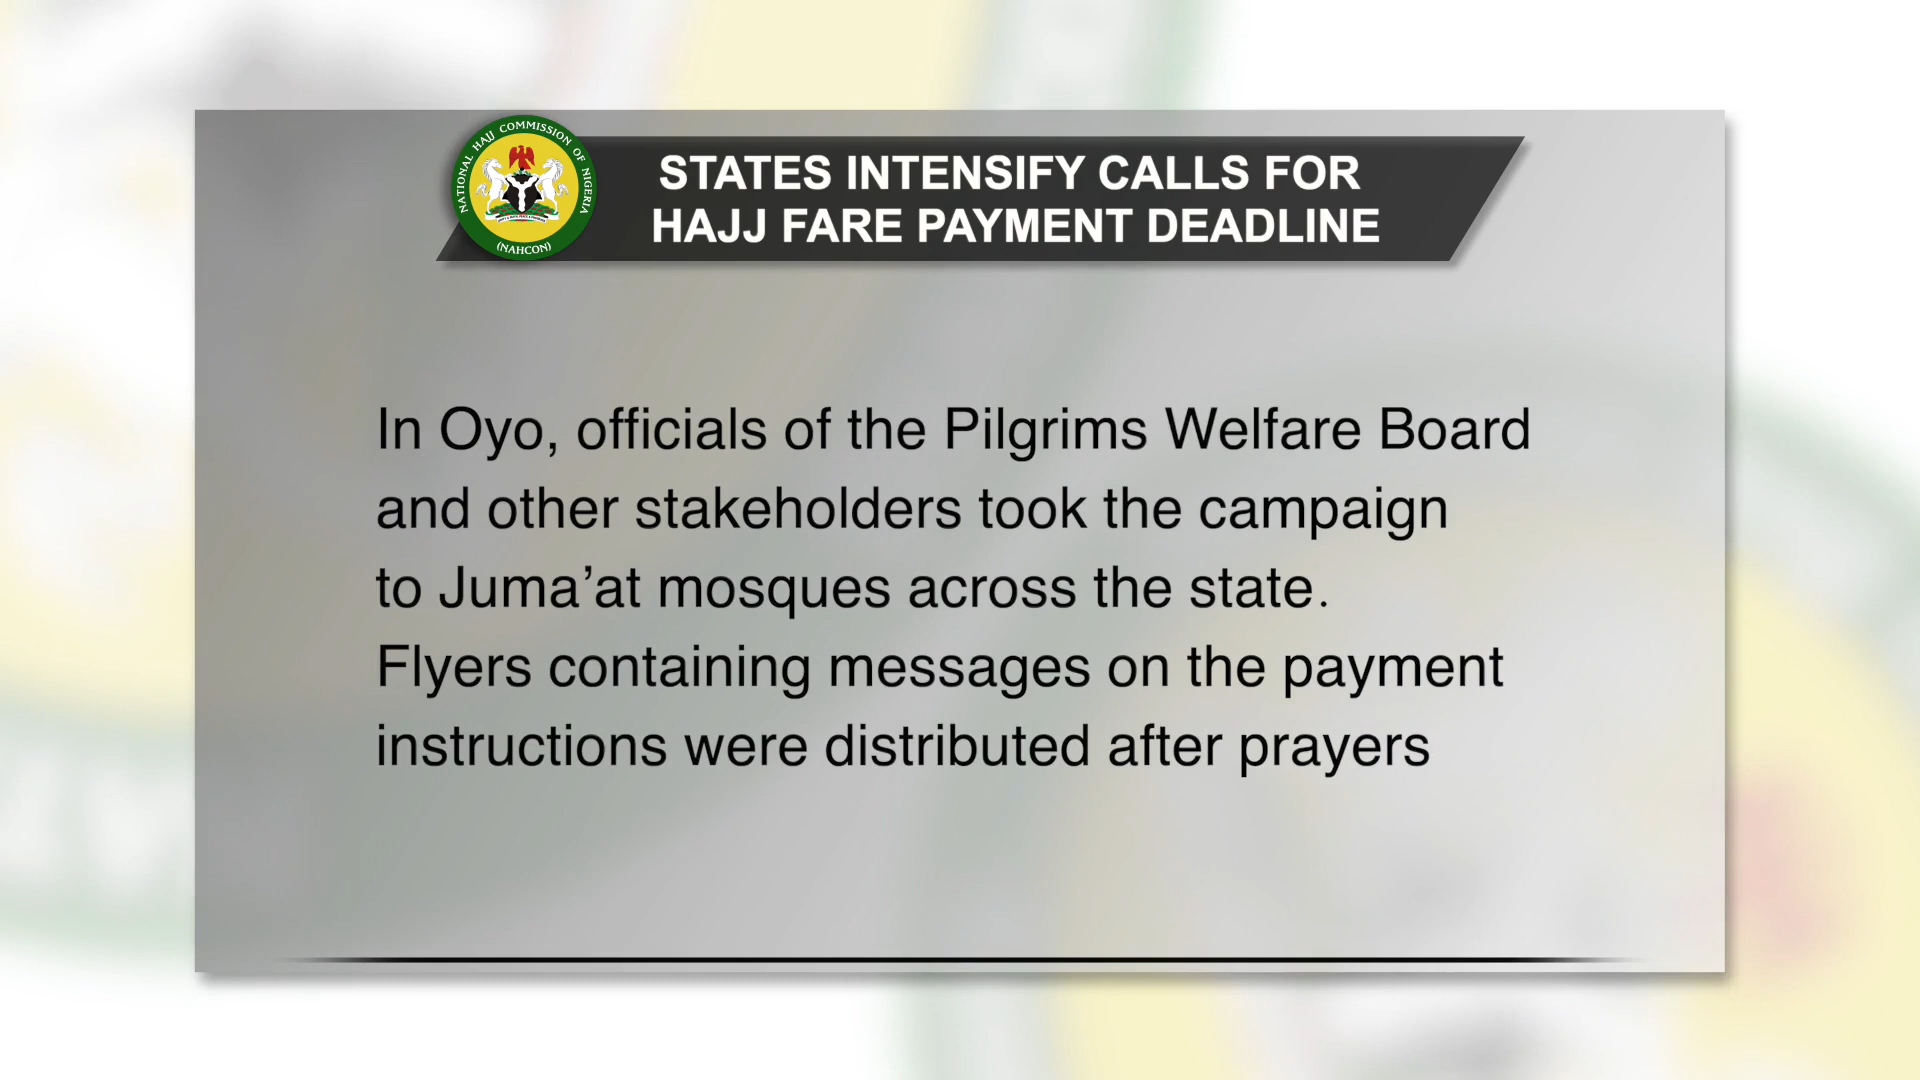 NATIONAL HAJJ COMMISSION OF NIGERIA
(NAHCON)
STATES INTENSIFY CALLS FOR
HAJJ FARE PAYMENT DEADLINE
In Oyo, officials of the Pilgrims Welfare Board
and other stakeholders took the campaign
to Juma’at mosques across the state.
Flyers containing messages on the payment
instructions were distributed after prayers